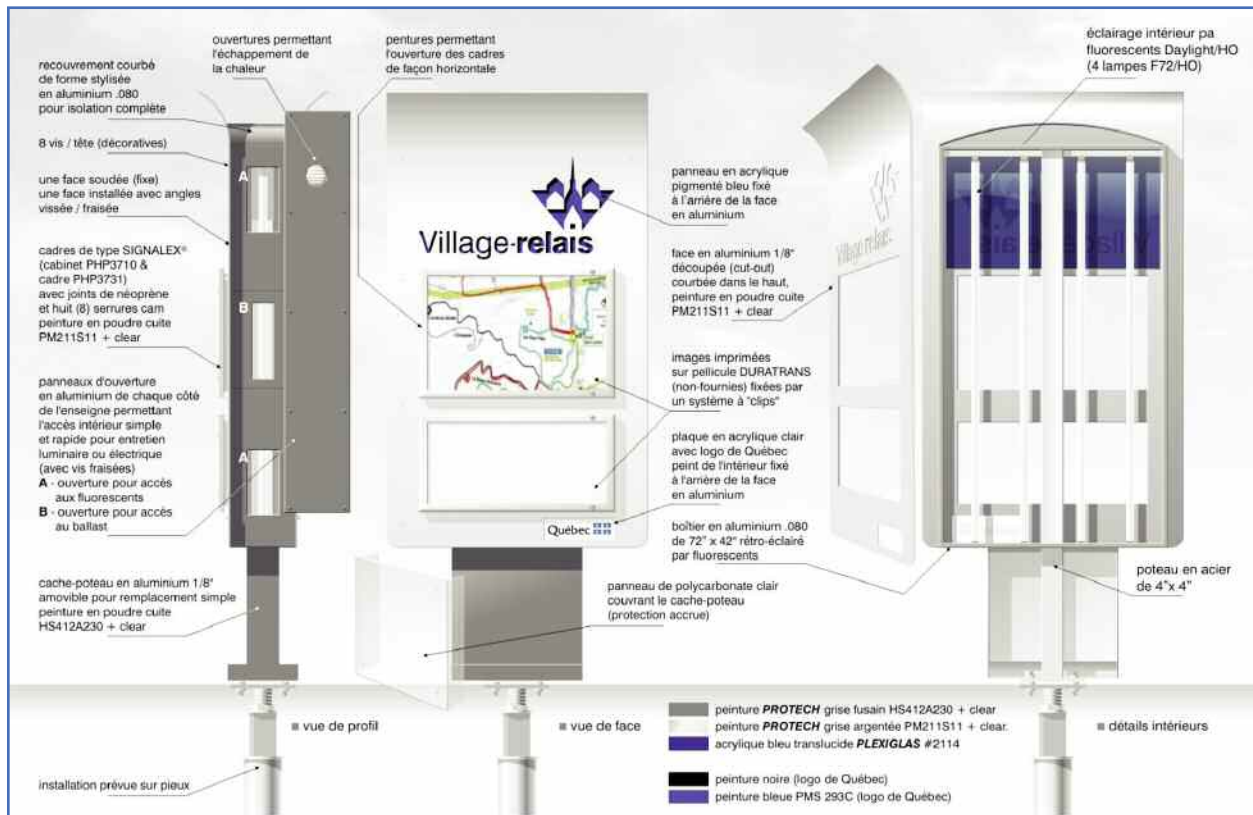 recouvrement courbé
de forme stylisée
en aluminium .080
pour isolation complète
8 vis / tête (décoratives)
une face soudée (fixe)
une face installée avec angles
vissée / fraisée
cadres de type SIGNALEX®
(cabinet PHP3710 &
cadre PHP3731)
avec joints de néoprène
et huit (8) serrures cam
peinture en poudre cuite
PM211S11 + clear
panneaux d'ouverture
en aluminium de chaque côté
de l'enseigne permettant
l'accès intérieur simple
et rapide pour entretien
luminaire ou électrique
(avec vis fraisées)
A - ouverture pour accès
aux fluorescents
B - ouverture pour accès
au ballast
cache-poteau en aluminium 1/8"
amovible pour remplacement simple
peinture en poudre cuite
HS412A230 + clear
installation prévue sur pieux
ouvertures permettant
l'échappement de
la chaleur
A
B
A
vue de profil
pentures permettant
l'ouverture des cadres
de façon horizontale
Village-relais
Québec
panneau de polycarbonate clair
couvrant le cache-poteau
(protection accrue)
vue de face
panneau en acrylique
pigmenté bleu fixé
à l'arrière de la face
en aluminium
face en aluminium 1/8"
découpée (cut-out)
courbée dans le haut,
peinture en poudre cuite
PM211S11 + clear
images imprimées
sur pellicule DURATRANS
(non-fournies) fixées par
un système à "clips"
plaque en acrylique clair
avec logo de Québec
peint de l'intérieur fixé
à l'arrière de la face
en aluminium
boîtier en aluminium .080
de 72" x 42" rétro-éclairé
par fluorescents
Village relais
éclairage intérieur pa
fluorescents Daylight/HO
(4 lampes F72/HO)
poteau en acier
de 4"x 4"
détails intérieurs
peinture PROTECH grise fusain HS412A230 + clear
peinture PROTECH grise argentée PM211S11 + clear.
acrylique bleu translucide PLEXIGLAS #2114
peinture noire (logo de Québec)
peinture bleue PMS 293C (logo de Québec)